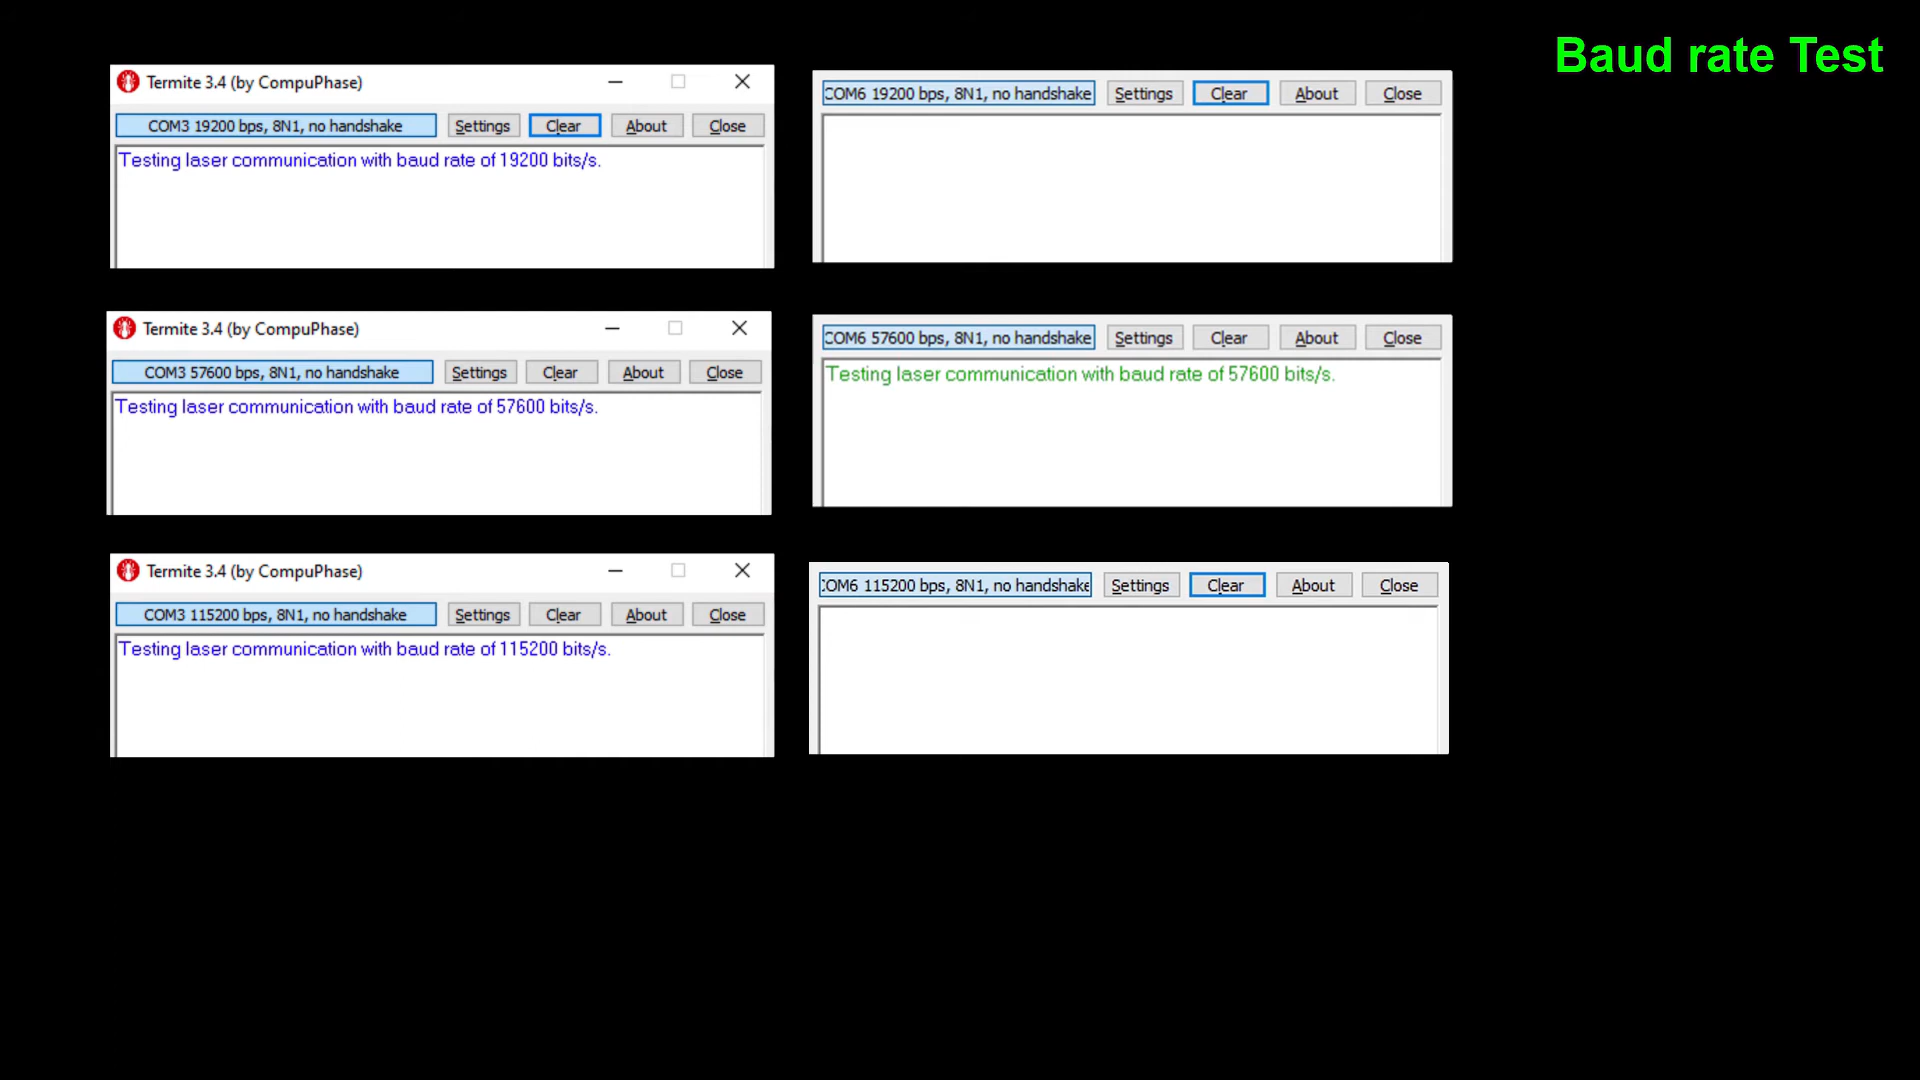 Baud rate Test
Termite 3.4 (by CompuPhase)
COM3 19200 bps, 8N1, no handshake Settings Clear About Close
Testing laser communication with baud rate of 19200 bits/s.
COM6 19200 bps, 8N1, no handshake Settings Clear About Close
Termite 3.4 (by CompuPhase)
COM3 57600 bps, 8N1, no handshake Settings Clear About Close
Testing laser communication with baud rate of 57600 bits/s.
COM6 57600 bps, 8N1, no handshake Settings Clear About Close
Testing laser communication with baud rate of 57600 bits/s.
Termite 3.4 (by CompuPhase)
COM3 115200 bps, 8N1, no handshake Settings Clear About Close
Testing laser communication with baud rate of 115200 bits/s.
COM6 115200 bps, 8N1, no handshake Settings Clear About Close